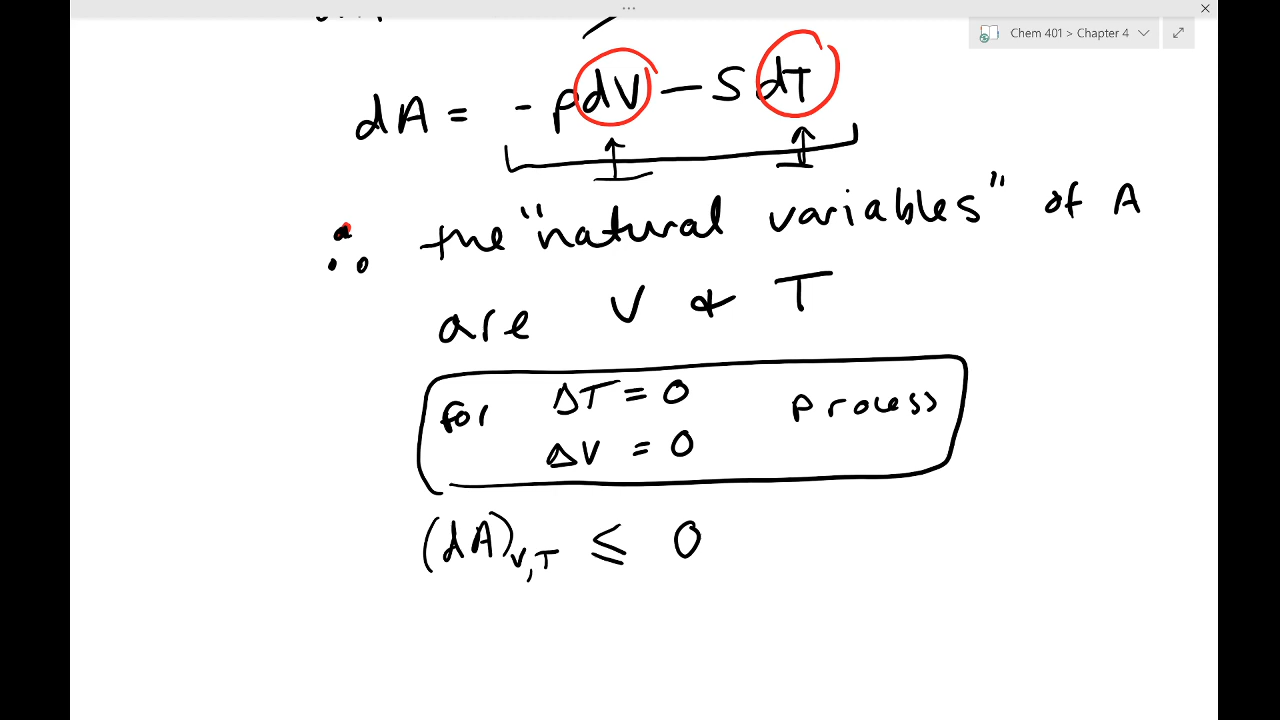 Chem 401 > Chapter 4
dA = - pdV - SdT
∴ the "natural variables" of A
are V & T
for ΔT = 0 process
ΔV = 0
(dA)V,T ≤ 0